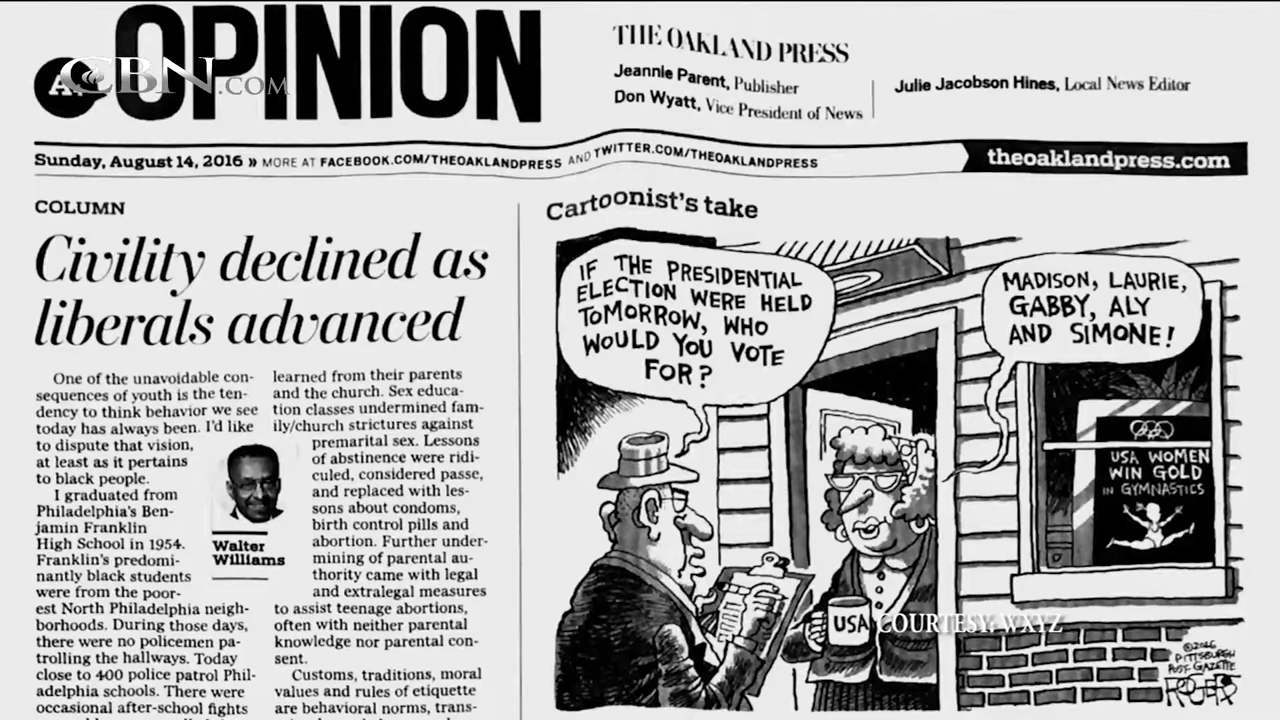 A.
OPINION
CBN.COM
THE OAKLAND PRESS
Jeannie Parent, Publisher
Don Wyatt, Vice President of News
Julie Jacobson Hines, Local News Editor
Sunday, August 14, 2016 » MORE AT FACEBOOK.COM/THEOAKLANDPRESS AND TWITTER.COM/THEOAKLANDPRESS
theoaklandpress.com
COLUMN
Civility declined as
liberals advanced
One of the unavoidable con-
sequences of youth is the ten-
dency to think behavior we see
today has always been. I'd like
to dispute that vision,
at least as it pertains
to black people.
I graduated from
Philadelphia's Ben-
jamin Franklin
High School in 1954.
Franklin's predomi-
nantly black students
were from the poor-
est North Philadelphia neigh-
borhoods. During those days,
there were no policemen pa-
trolling the hallways. Today
close to 400 police patrol Phil-
adelphia schools. There were
occasional after-school fights
Walter
Williams
learned from their parents
and the church. Sex educa-
tion classes undermined fam-
ily/church strictures against
premarital sex. Lessons
of abstinence were ridi-
culed, considered passe,
and replaced with les-
sons about condoms,
birth control pills and
abortion. Further under-
mining of parental au-
thority came with legal
and extralegal measures
to assist teenage abortions,
often with neither parental
knowledge nor parental con-
sent.
Customs, traditions, moral
values and rules of etiquette
are behavioral norms, trans-
Cartoonist's take
IF THE PRESIDENTIAL
ELECTION WERE HELD
TOMORROW, WHO
WOULD YOU VOTE
FOR?
MADISON, LAURIE,
GABBY, ALY
AND SIMONE!
USA WOMEN
WIN GOLD
IN GYMNASTICS
USA
COURTESY: WXYZ
©2016
PITTSBURGH
POST-GAZETTE